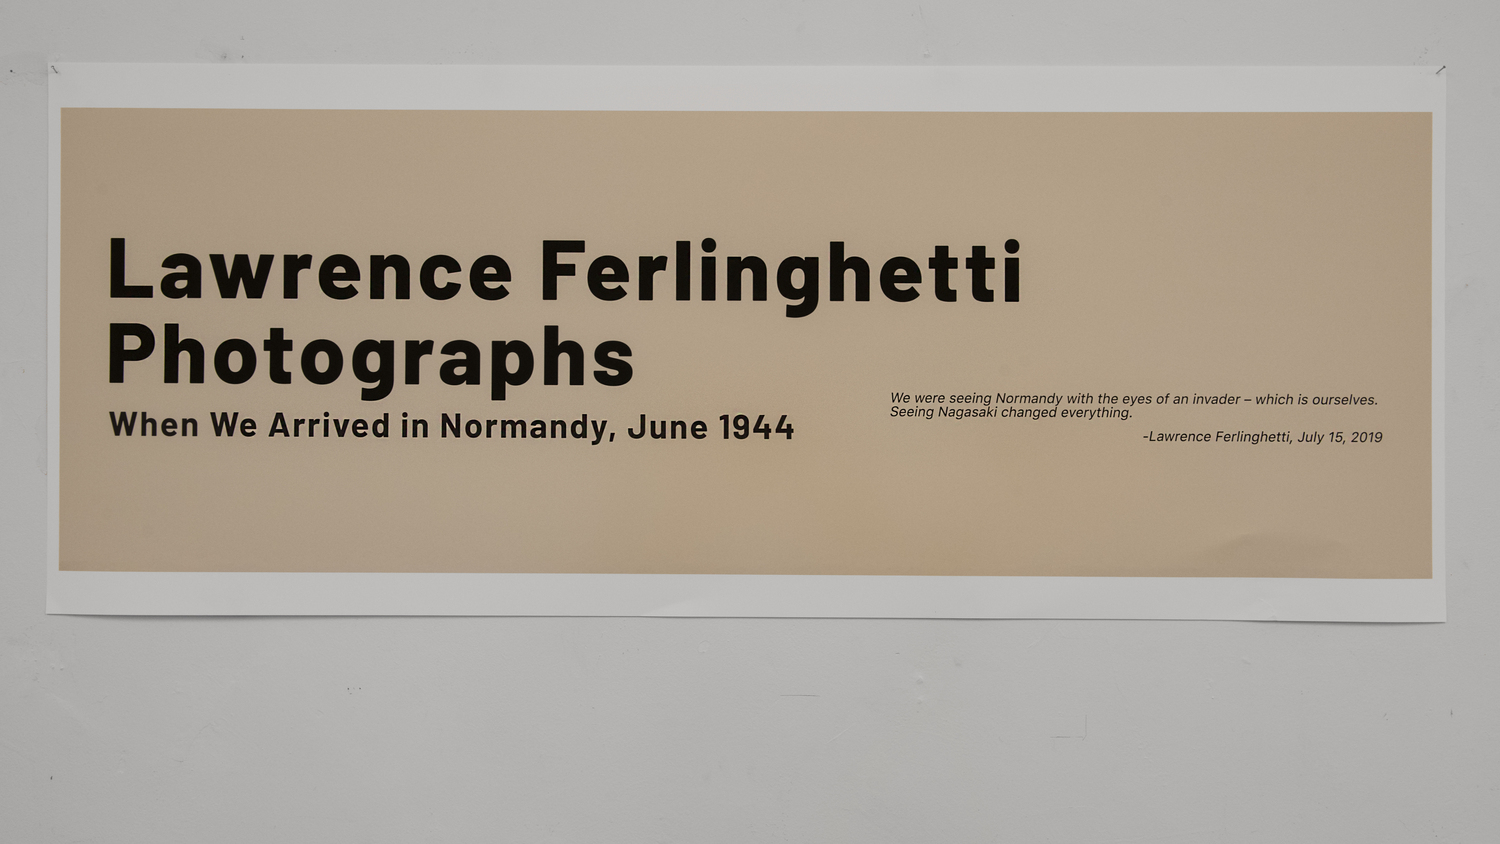 Lawrence Ferlinghetti
Photographs
When We Arrived in Normandy, June 1944
We were seeing Normandy with the eyes of an invader – which is ourselves.
Seeing Nagasaki changed everything.
-Lawrence Ferlinghetti, July 15, 2019